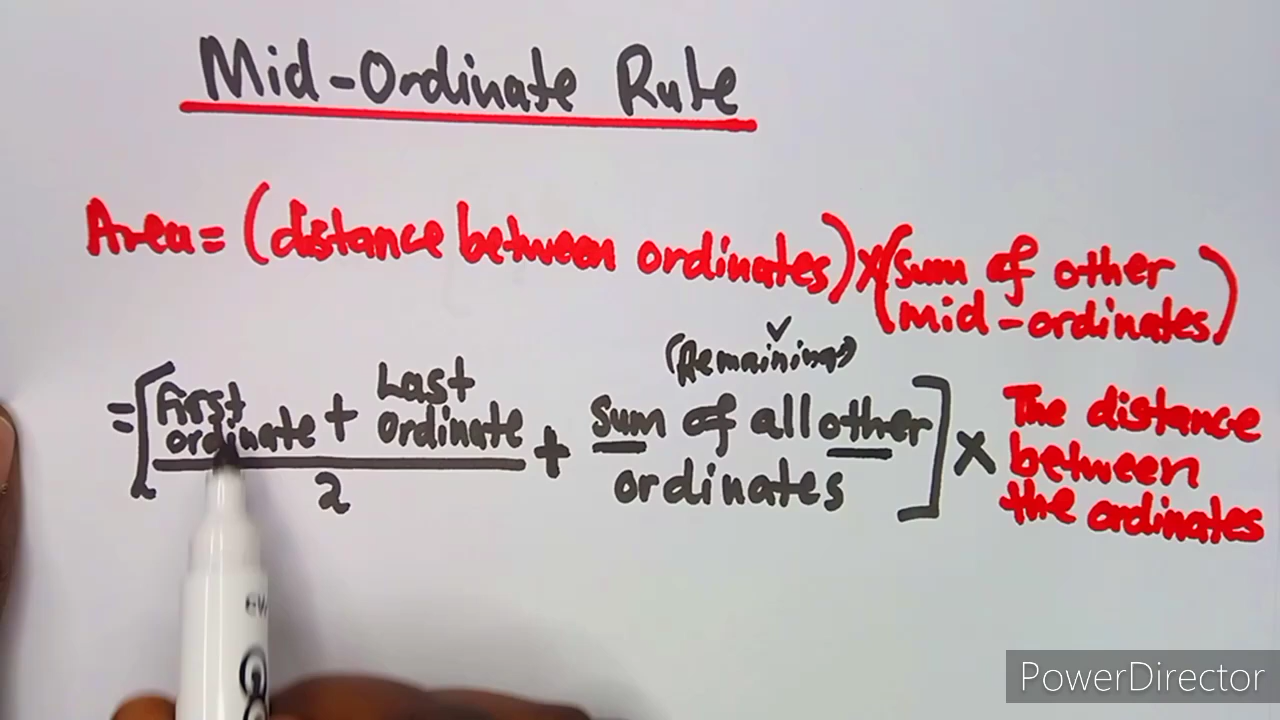 Mid-Ordinate Rule
Area = (distance between ordinates) x (sum of other
mid-ordinates)
(Remaining) ✓
= [First ordinate + Last ordinate / 2 + sum of all other ordinates] x The distance between the ordinates
PowerDirector